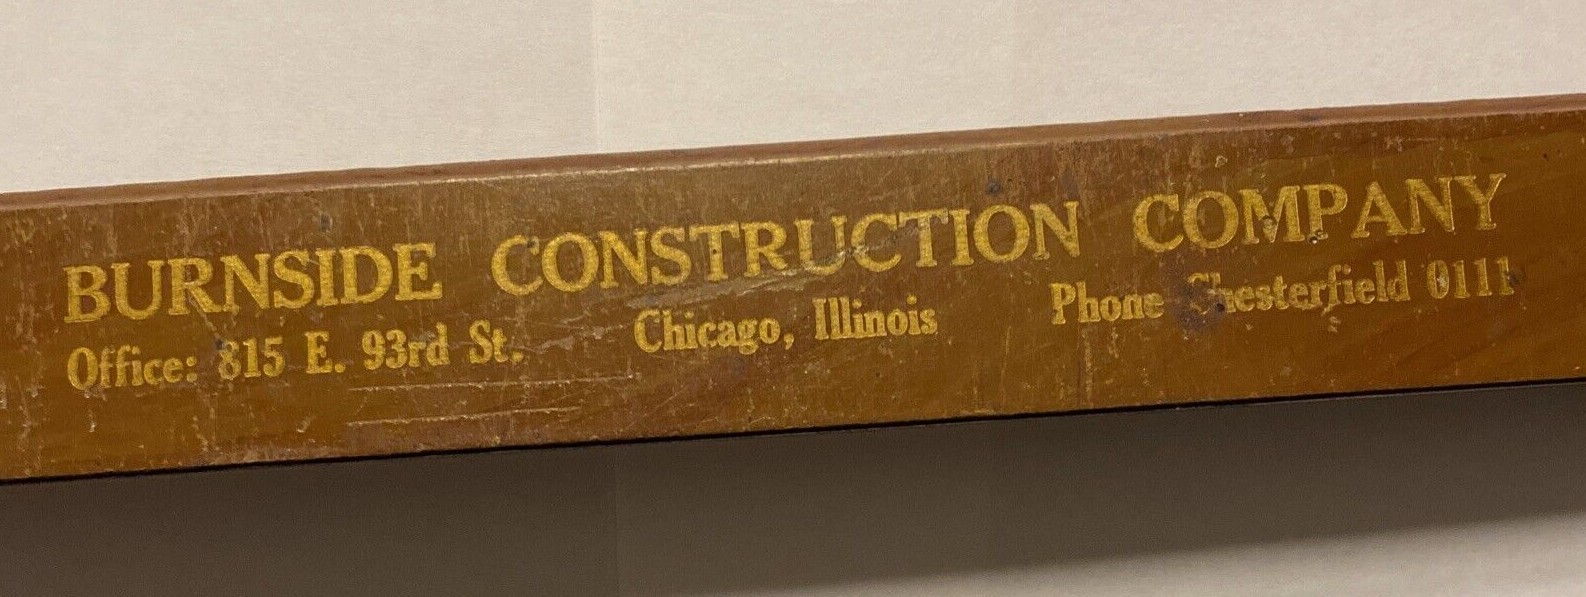 BURNSIDE CONSTRUCTION COMPANY
Office: 815 E. 93rd St. Chicago, Illinois Phone Chesterfield 0111